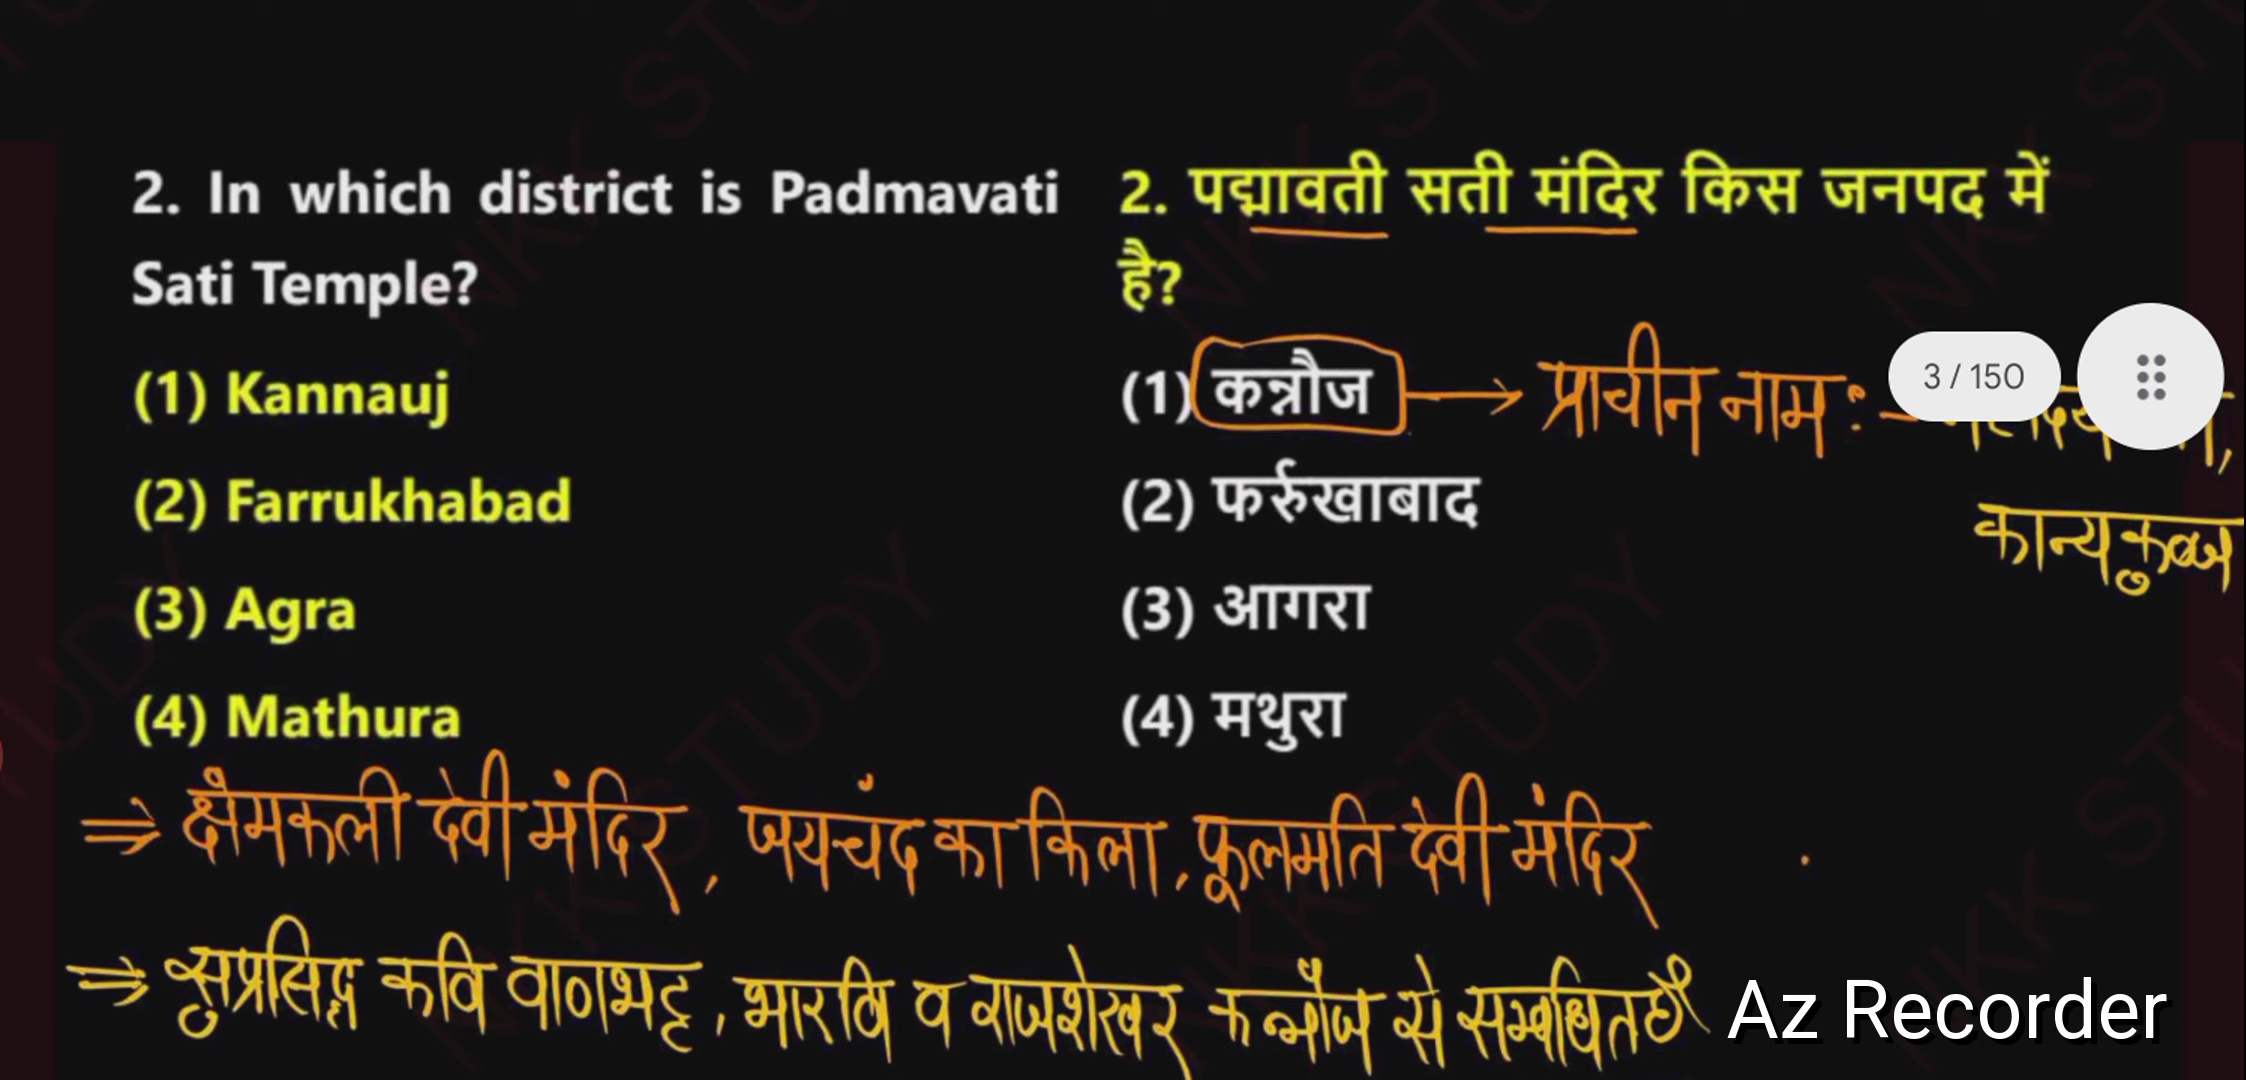 2. In which district is Padmavati
Sati Temple?
(1) Kannauj
(2) Farrukhabad
(3) Agra
(4) Mathura
2. पद्मावती सती मंदिर किस जनपद में
है?
(1) कन्नौज → प्राचीन नाम :-
कान्यकुब्ज
(2) फर्रुखाबाद
(3) आगरा
(4) मथुरा
3 / 150
⇒ क्षेमकली देवी मंदिर, जयचंद का किला, फूलमति देवी मंदिर
⇒ सुप्रसिद्ध कवि वाणभट्ट, भारवि व राजशेखर कन्नौज से सम्बंधित है
Az Recorder
NKK STUDY